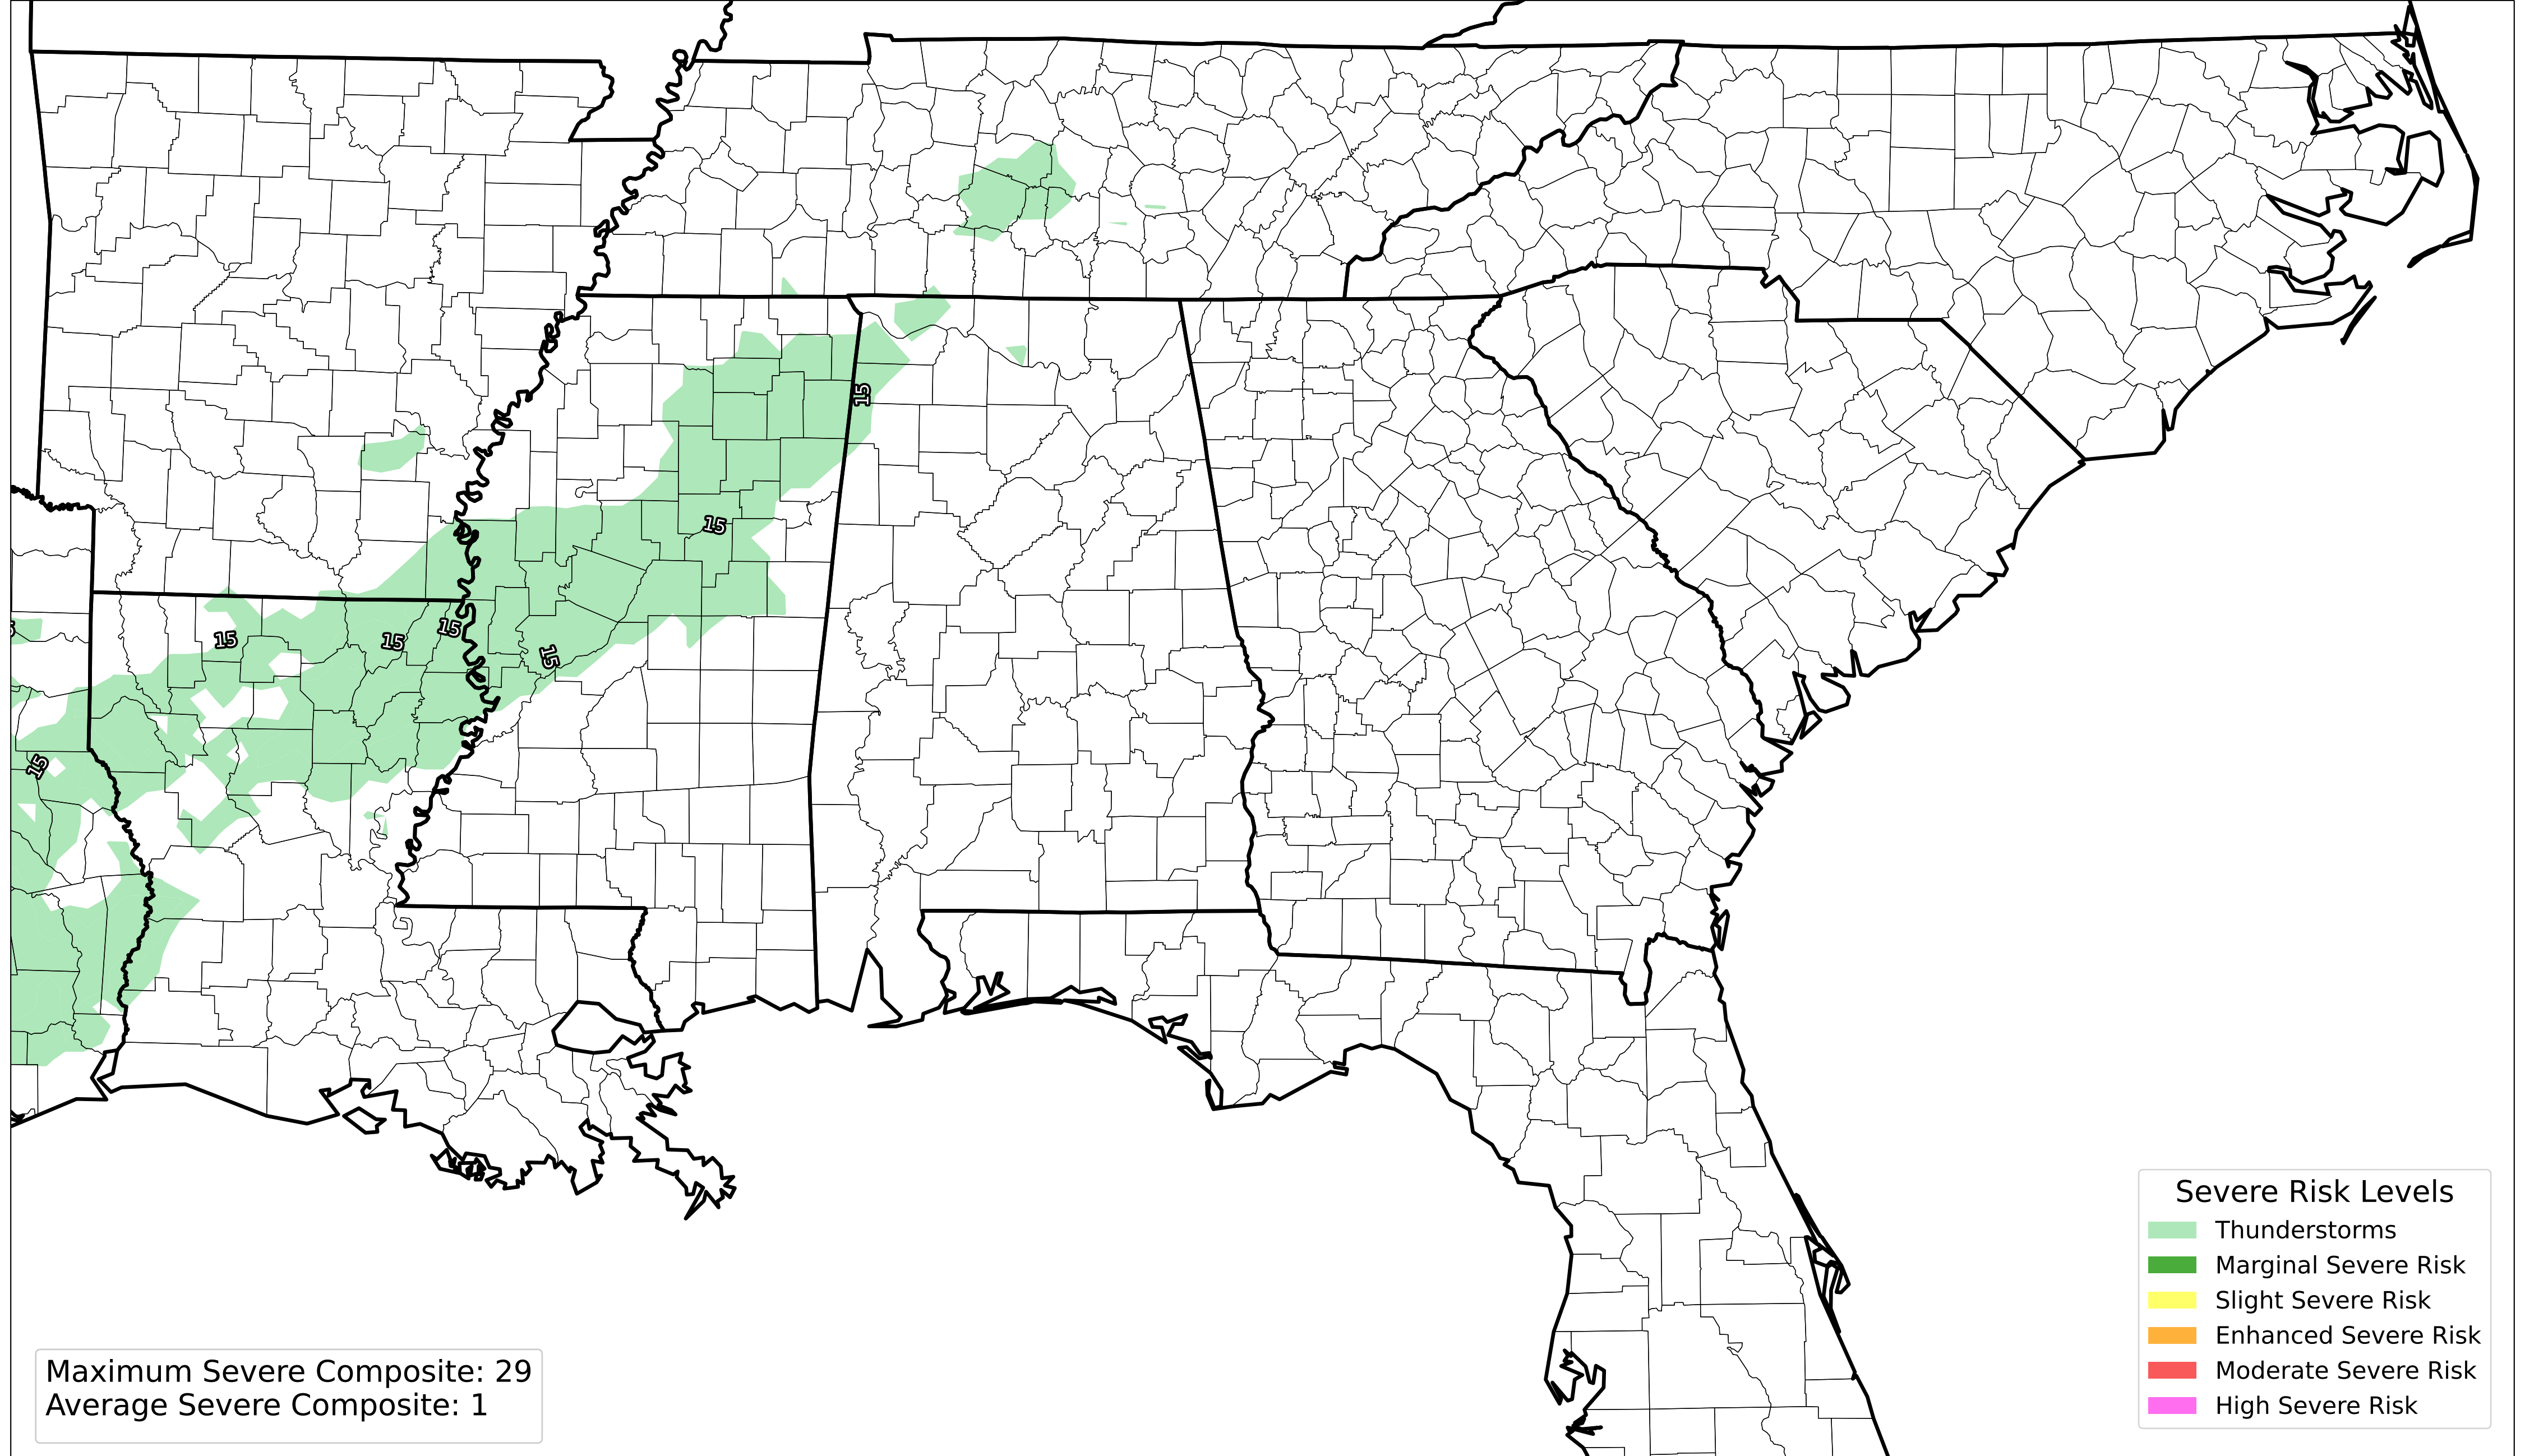 15
15
15
15
15
15
15
Severe Risk Levels
Thunderstorms
Marginal Severe Risk
Slight Severe Risk
Enhanced Severe Risk
Moderate Severe Risk
High Severe Risk
Maximum Severe Composite: 29
Average Severe Composite: 1